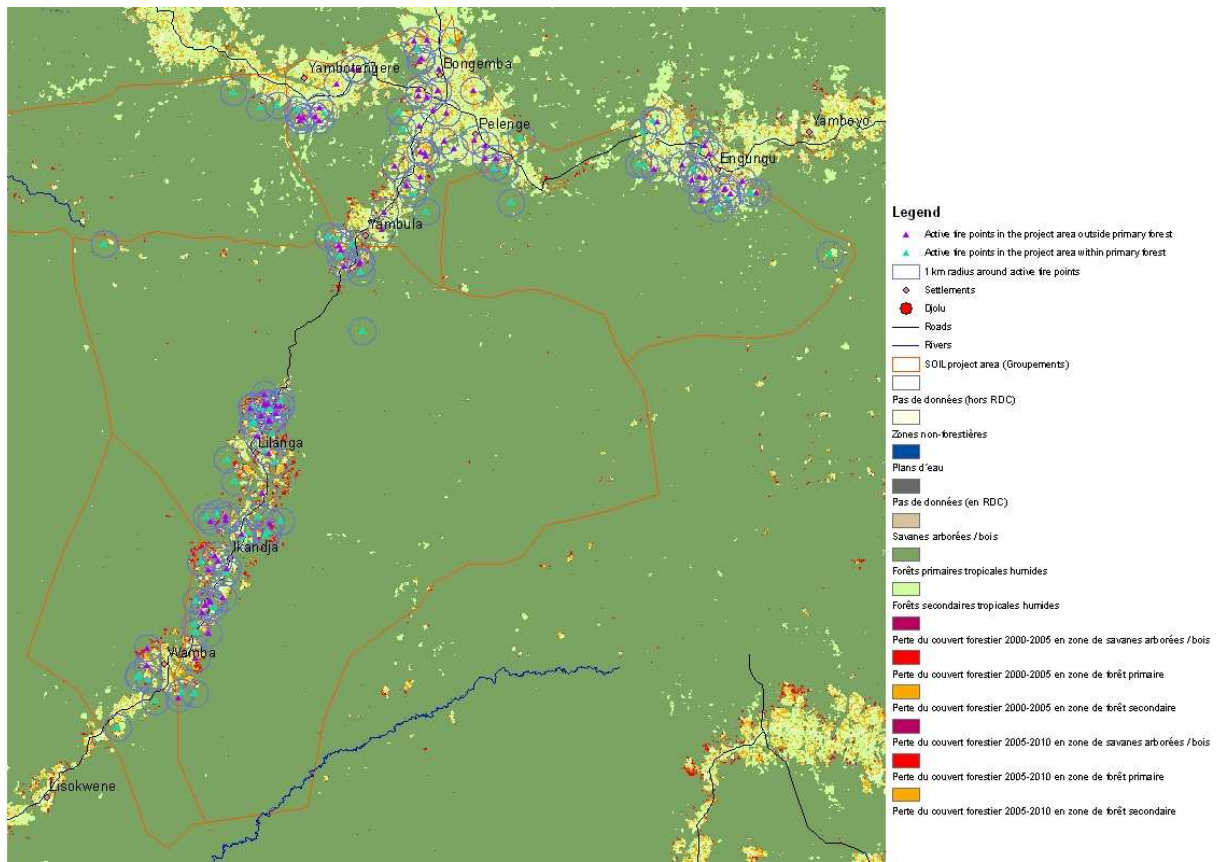 Yambotangere
Bongemba
Pelenge
Yamboyo
Engungu
Yambula
Lilanga
Ikandja
Wamba
Lisokwene
Legend
Active fire points in the project area outside primary forest
Active fire points in the project area within primary forest
1 km radius around active fire points
Settlements
Djolu
Roads
Rivers
SOIL project area (Groupements)
Pas de données (hors RDC)
Zones non-forestières
Plans d'eau
Pas de données (en RDC)
Savanes arborées / bois
Forêts primaires tropicales humides
Forêts secondaires tropicales humides
Perte du couvert forestier 2000-2005 en zone de savanes arborées / bois
Perte du couvert forestier 2000-2005 en zone de forêt primaire
Perte du couvert forestier 2000-2005 en zone de forêt secondaire
Perte du couvert forestier 2005-2010 en zone de savanes arborées / bois
Perte du couvert forestier 2005-2010 en zone de forêt primaire
Perte du couvert forestier 2005-2010 en zone de forêt secondaire